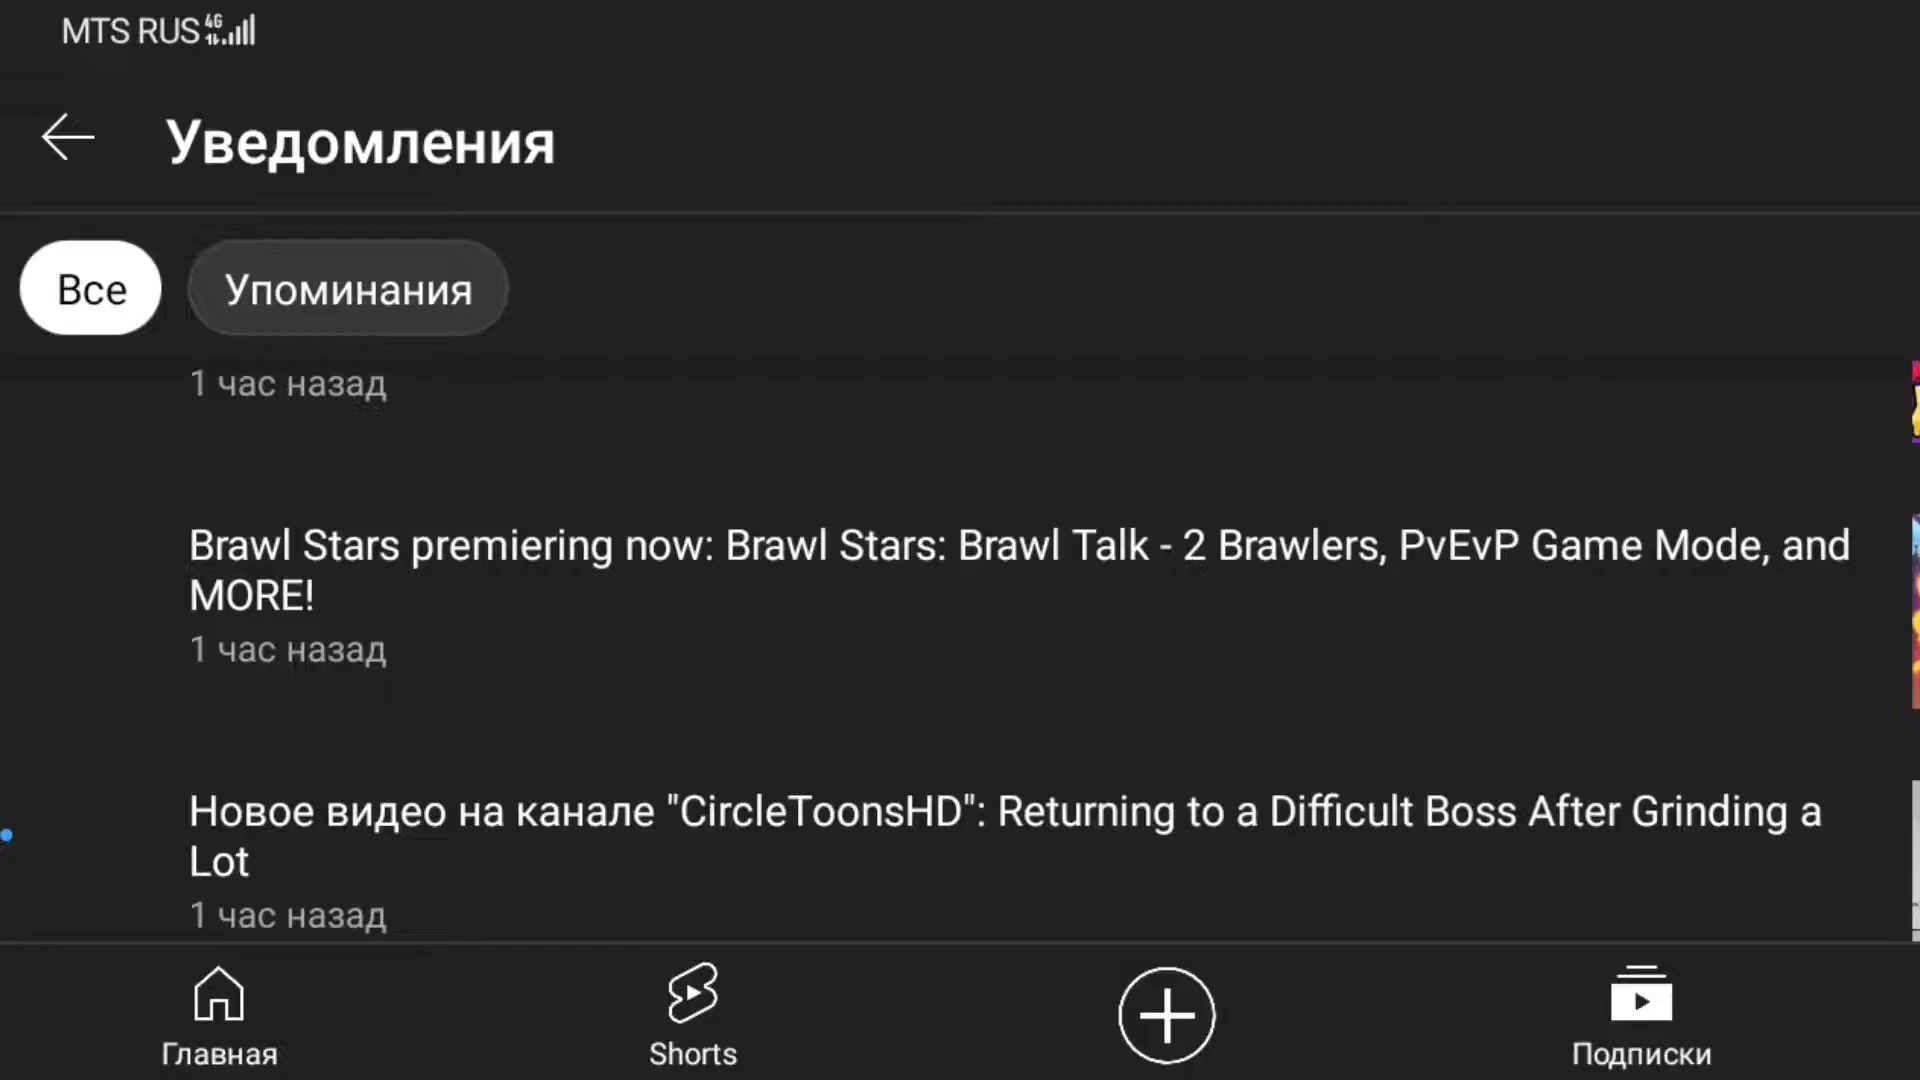 MTS RUS 4G
Уведомления
Все
Упоминания
1 час назад
Brawl Stars premiering now: Brawl Stars: Brawl Talk - 2 Brawlers, PvEvP Game Mode, and
MORE!
1 час назад
Новое видео на канале "CircleToonsHD": Returning to a Difficult Boss After Grinding a
Lot
1 час назад
Главная
Shorts
Подписки